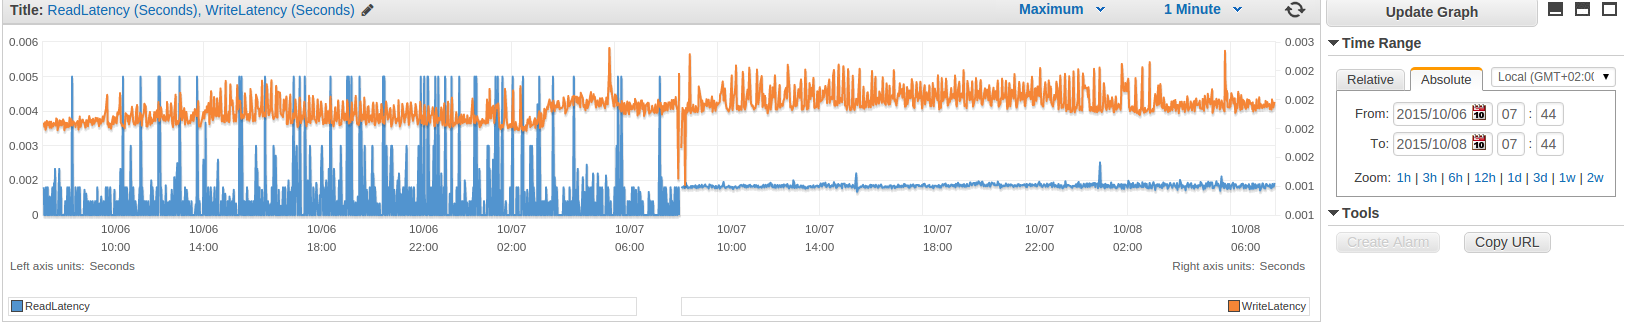 Title: ReadLatency (Seconds), WriteLatency (Seconds)
Maximum
1 Minute
0.006
0.005
0.004
0.003
0.002
0
0.003
0.002
0.002
0.002
0.002
0.001
0.001
10/06 10/06 10/06 10/06 10/07 10/07 10/07 10/07 10/07 10/07 10/08 10/08
10:00 14:00 18:00 22:00 02:00 06:00 10:00 14:00 18:00 22:00 02:00 06:00
Left axis units: Seconds
Right axis units: Seconds
ReadLatency
WriteLatency
Update Graph
Time Range
Relative
Absolute
Local (GMT+02:00
From: 2015/10/06 10 07 : 44
To: 2015/10/08 10 07 : 44
Zoom: 1h | 3h | 6h | 12h | 1d | 3d | 1w | 2w
Tools
Create Alarm
Copy URL